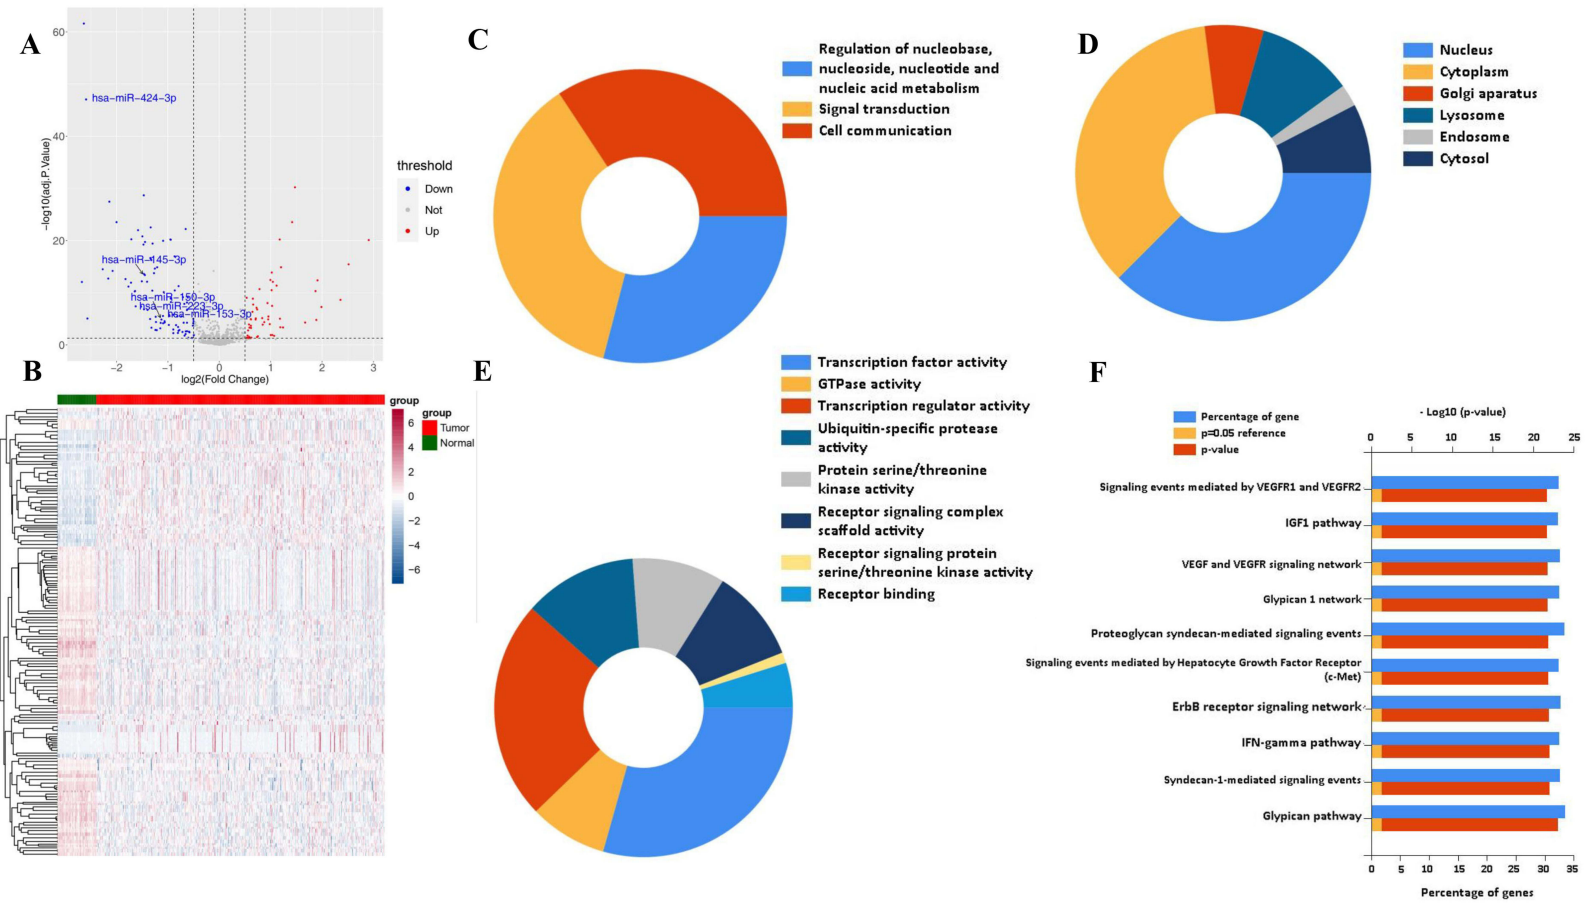 A
60
40
20
0
-log10(adj.P.Value)
hsa-miR-424-3p
hsa-miR-145-3p
hsa-miR-150-3p
hsa-miR-223-3p
hsa-miR-153-3p
-2 -1 0 1 2 3
log2(Fold Change)
threshold
Down
Not
Up
B
group
6
4
2
0
-2
-4
-6
group
Tumor
Normal
C
Regulation of nucleobase,
nucleoside, nucleotide and
nucleic acid metabolism
Signal transduction
Cell communication
D
Nucleus
Cytoplasm
Golgi aparatus
Lysosome
Endosome
Cytosol
E
Transcription factor activity
GTPase activity
Transcription regulator activity
Ubiquitin-specific protease
activity
Protein serine/threonine
kinase activity
Receptor signaling complex
scaffold activity
Receptor signaling protein
serine/threonine kinase activity
Receptor binding
F
Percentage of gene
p=0.05 reference
p-value
- Log10 (p-value)
0 5 10 15 20 25
Signaling events mediated by VEGFR1 and VEGFR2
IGF1 pathway
VEGF and VEGFR signaling network
Glypican 1 network
Proteoglycan syndecan-mediated signaling events
Signaling events mediated by Hepatocyte Growth Factor Receptor
(c-Met)
ErbB receptor signaling network
IFN-gamma pathway
Syndecan-1-mediated signaling events
Glypican pathway
0 5 10 15 20 25 30 35
Percentage of genes